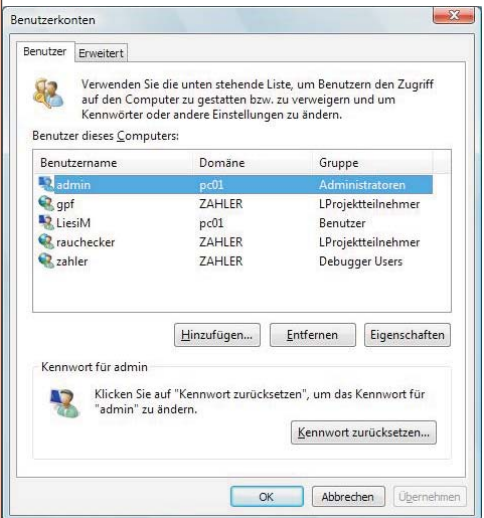 Benutzerkonten
Benutzer Erweitert
Verwenden Sie die unten stehende Liste, um Benutzern den Zugriff
auf den Computer zu gestatten bzw. zu verweigern und um
Kennwörter oder andere Einstellungen zu ändern.
Benutzer dieses Computers:
Benutzername Domäne Gruppe
admin pc01 Administratoren
gpf ZAHLER LProjektteilnehmer
LiesiM pc01 Benutzer
rauchecker ZAHLER LProjektteilnehmer
zahler ZAHLER Debugger Users
Hinzufügen... Entfernen Eigenschaften
Kennwort für admin
Klicken Sie auf "Kennwort zurücksetzen", um das Kennwort für
"admin" zu ändern.
Kennwort zurücksetzen...
OK Abbrechen Übernehmen